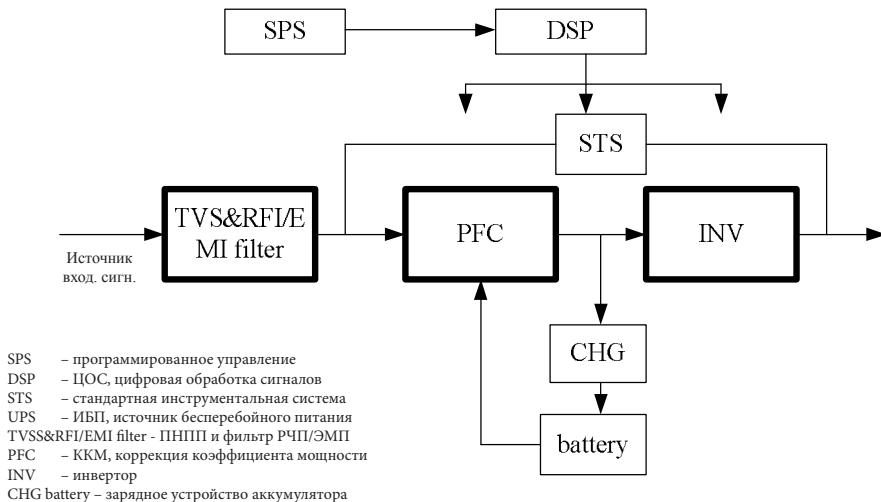 SPS
DSP
STS
TVS&RFI/E
MI filter
PFC
INV
Источник
вход. сигн.
CHG
battery
SPS – программированное управление
DSP – ЦОС, цифровая обработка сигналов
STS – стандартная инструментальная система
UPS – ИБП, источник бесперебойного питания
TVSS&RFI/EMI filter - ПНПП и фильтр РЧП/ЭМП
PFC – ККМ, коррекция коэффициента мощности
INV – инвертор
CHG battery – зарядное устройство аккумулятора